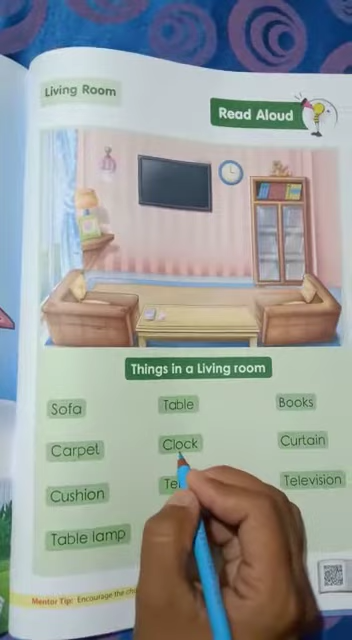 Living Room
Read Aloud
Things in a Living room
Sofa
Table
Books
Carpet
Clock
Curtain
Cushion
Television
Table lamp
Mentor Tip: Encourage the